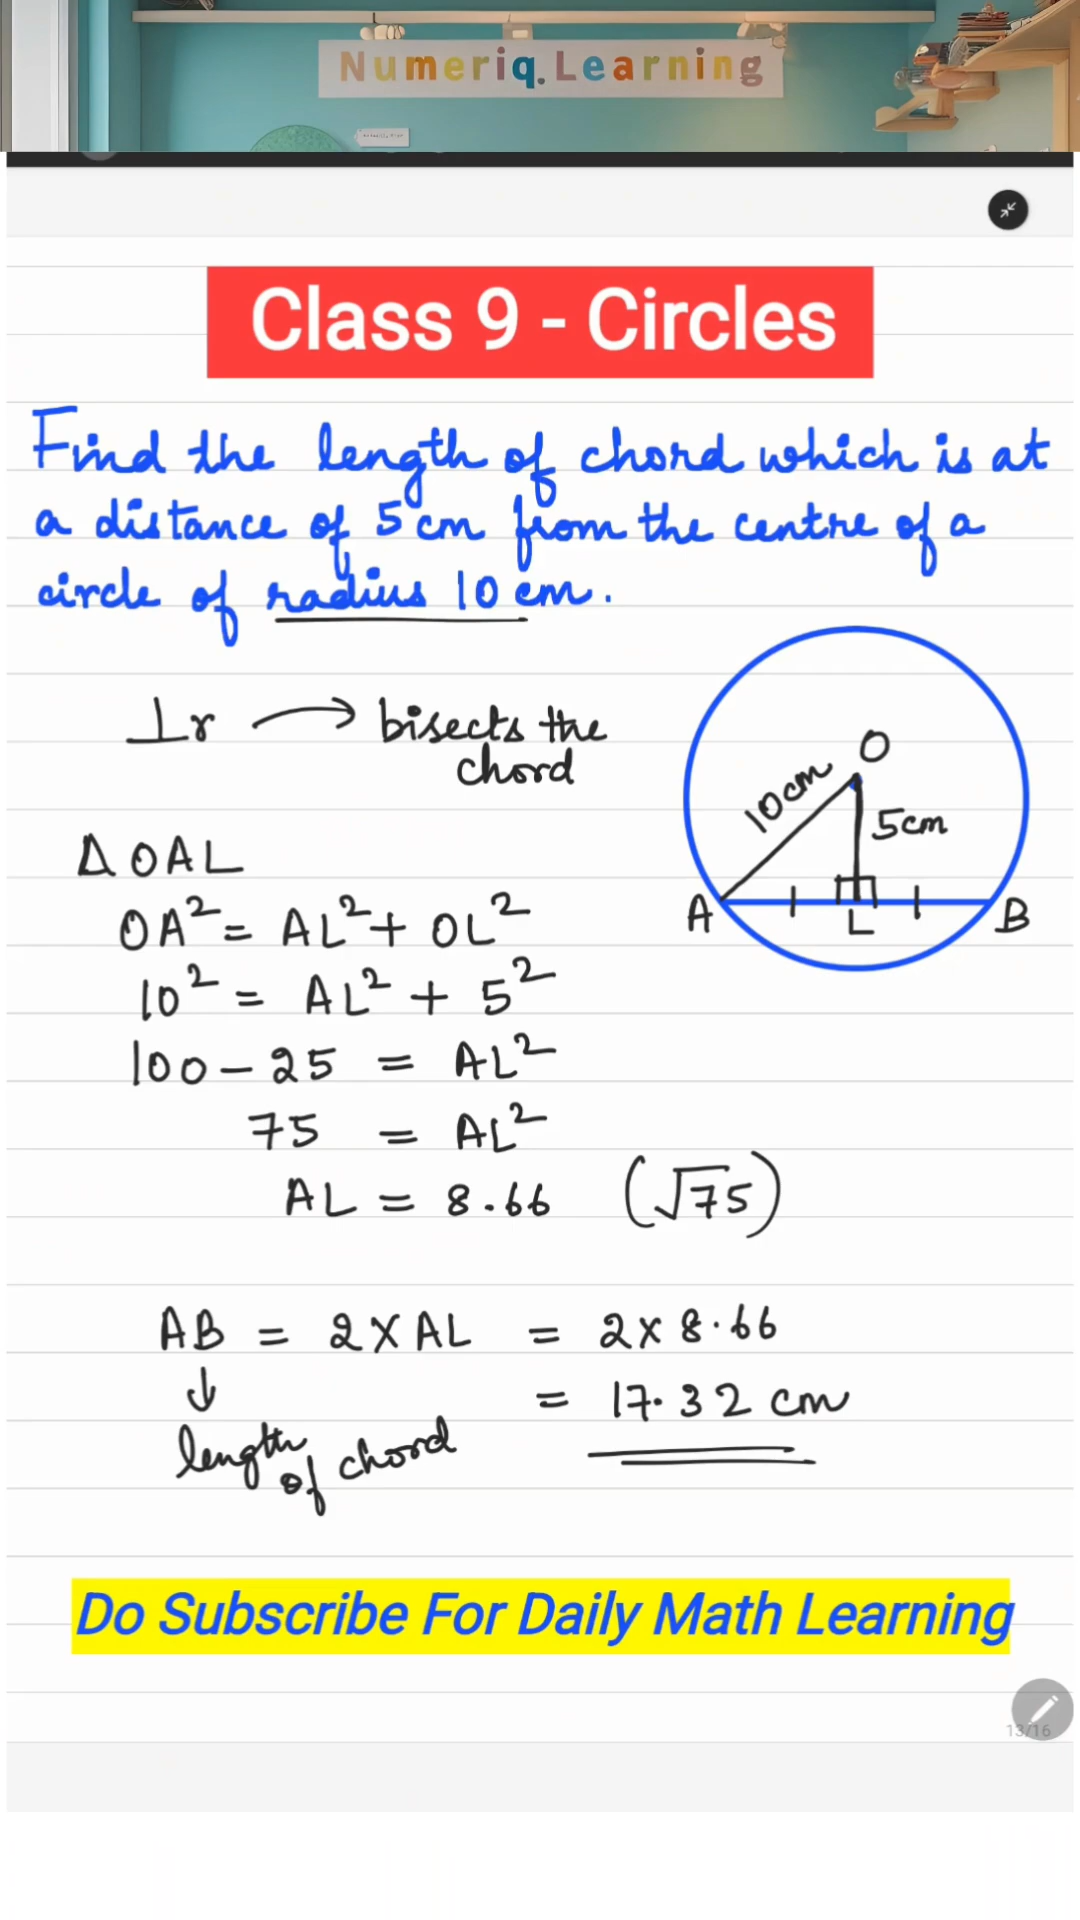 Numeriq.Learning
Class 9 - Circles
Find the length of chord which is at
a distance of 5 cm from the centre of a
circle of radius 10 cm.
⊥r → bisects the
chord
O
10cm
5cm
A
L
B
Δ OAL
OA² = AL² + OL²
10² = AL² + 5²
100 - 25 = AL²
75 = AL²
AL = 8.66 (√75)
AB = 2 X AL = 2 x 8.66
↓ = 17.32 cm
length
of chord
Do Subscribe For Daily Math Learning
13/16